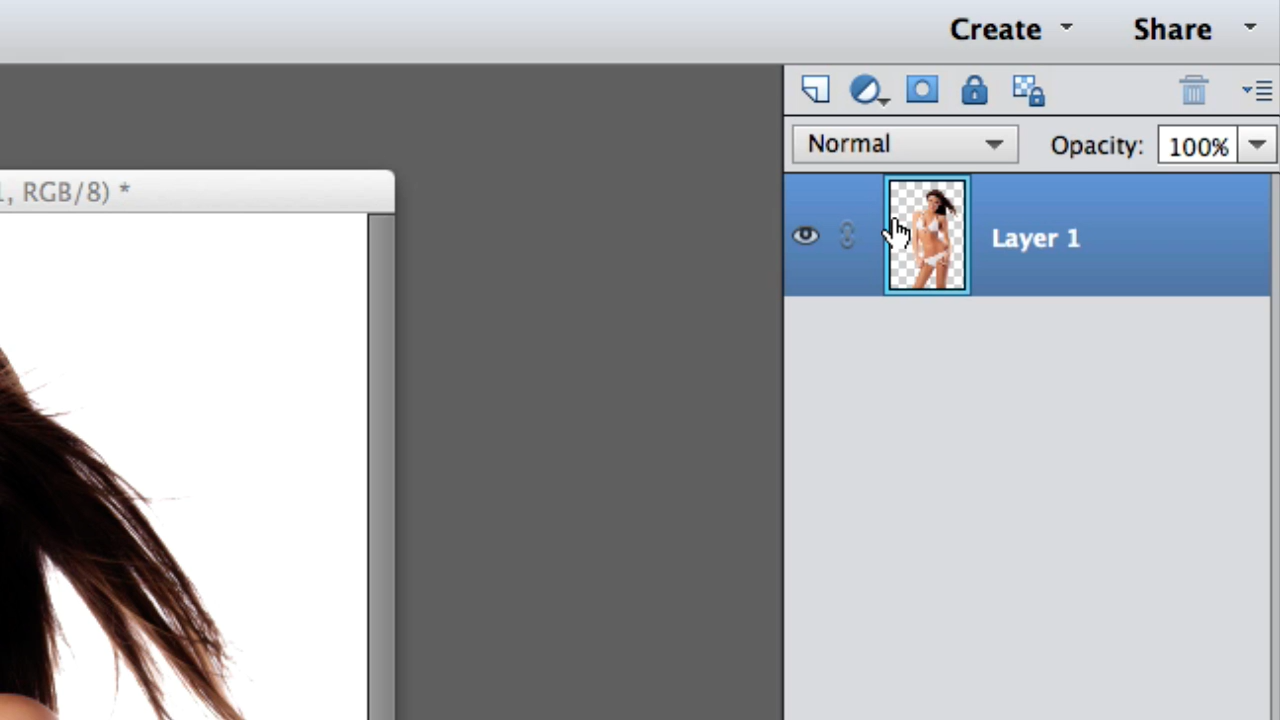 Create
Share
Normal
Opacity: 100%
, RGB/8) *
Layer 1